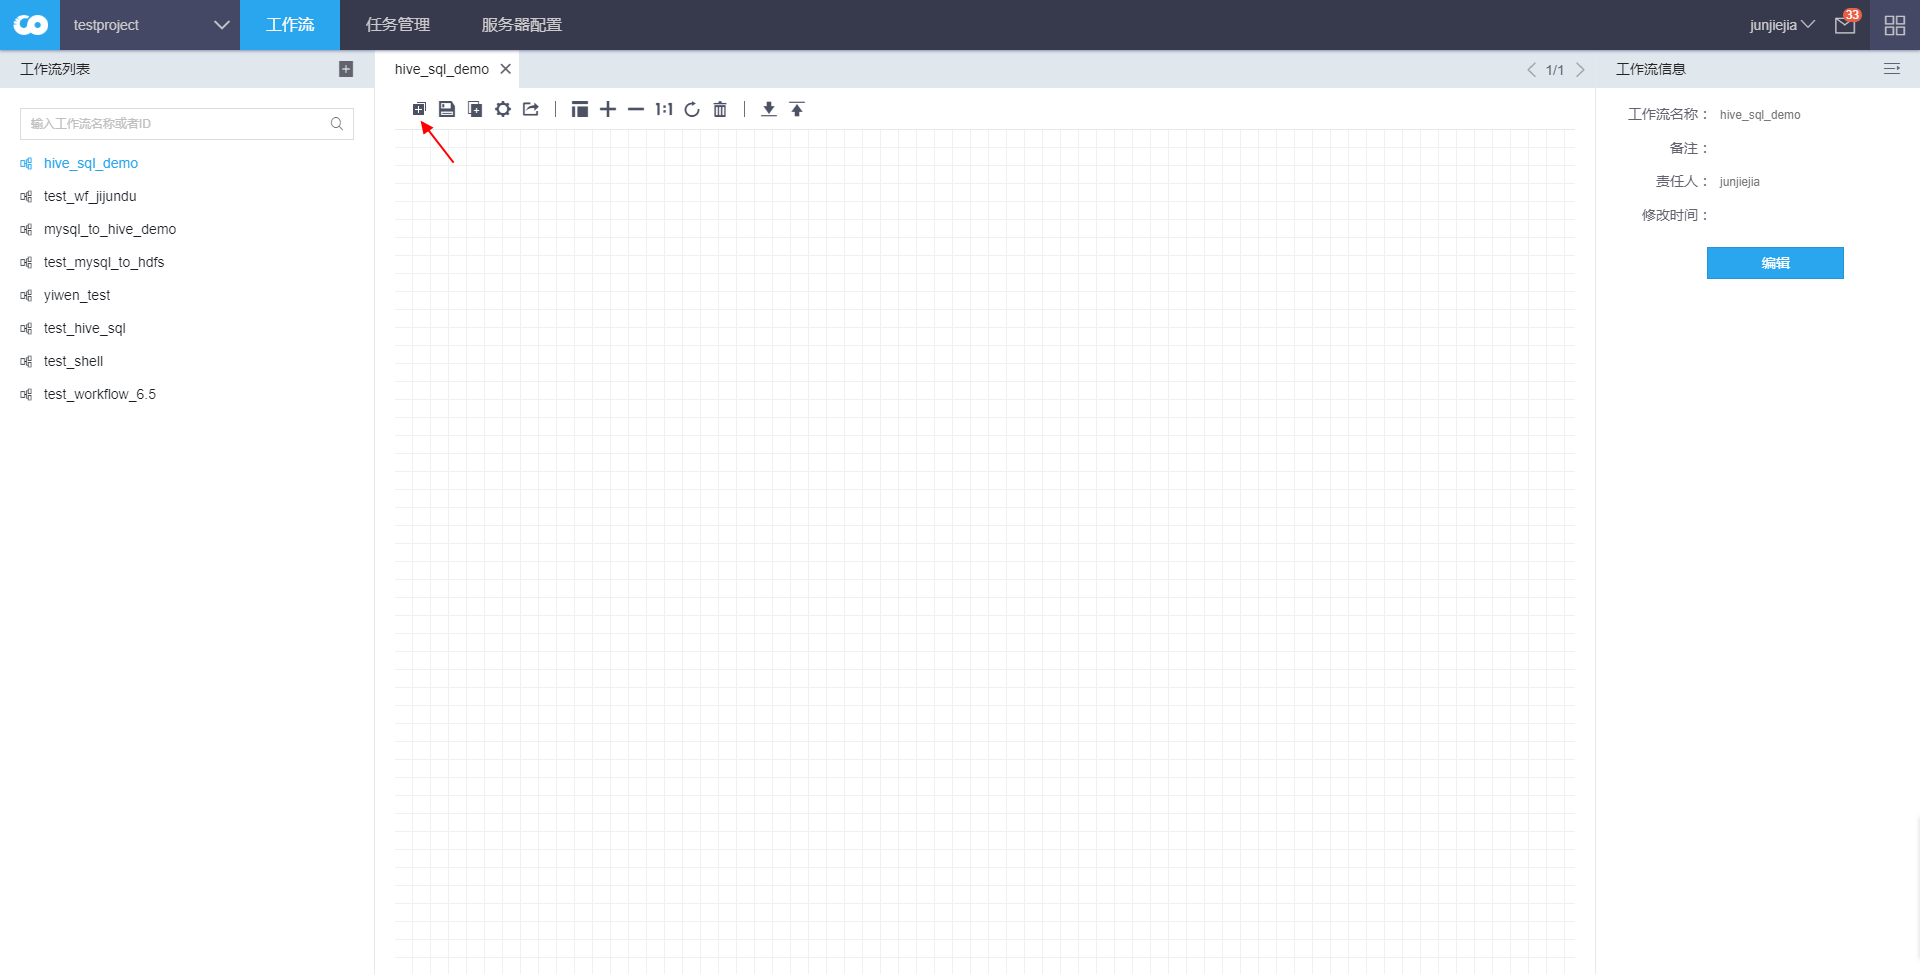 testproject
工作流
任务管理
服务器配置
junjiejia
33
工作流列表
hive_sql_demo
1/1
工作流信息
输入工作流名称或者ID
1:1
工作流名称： hive_sql_demo
备注：
责任人： junjiejia
修改时间：
编辑
hive_sql_demo
test_wf_jijundu
mysql_to_hive_demo
test_mysql_to_hdfs
yiwen_test
test_hive_sql
test_shell
test_workflow_6.5